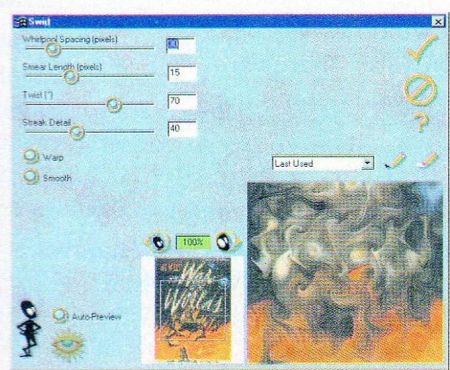 Swirl
Whirlpool Spacing (pixels)
30
Smear Length (pixels)
15
Twist (°)
70
Streak Detail
40
Warp
Smooth
Last Used
?
100%
War
Worlds
Auto-Preview